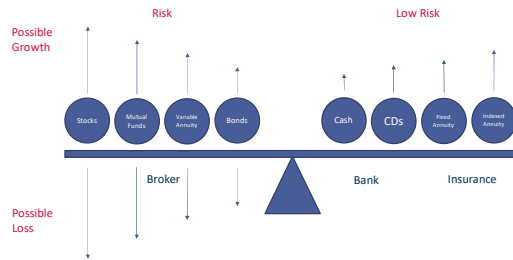 Risk
Low Risk
Possible
Growth
Stocks
Mutual
Funds
Variable
Annuity
Bonds
Cash
CDs
Fixed
Annuity
Indexed
Annuity
Broker
Bank
Insurance
Possible
Loss